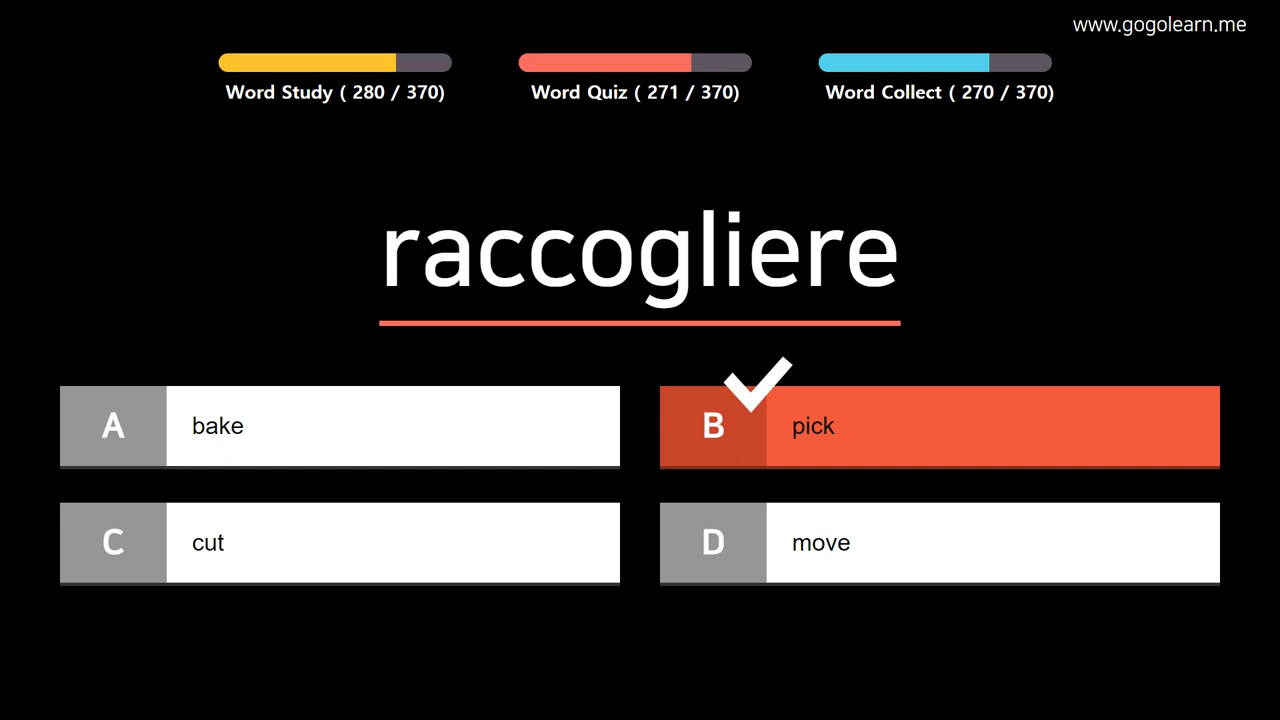 www.gogolearn.me
Word Study ( 280 / 370)
Word Quiz ( 271 / 370)
Word Collect ( 270 / 370)
raccogliere
A bake
B pick
C cut
D move